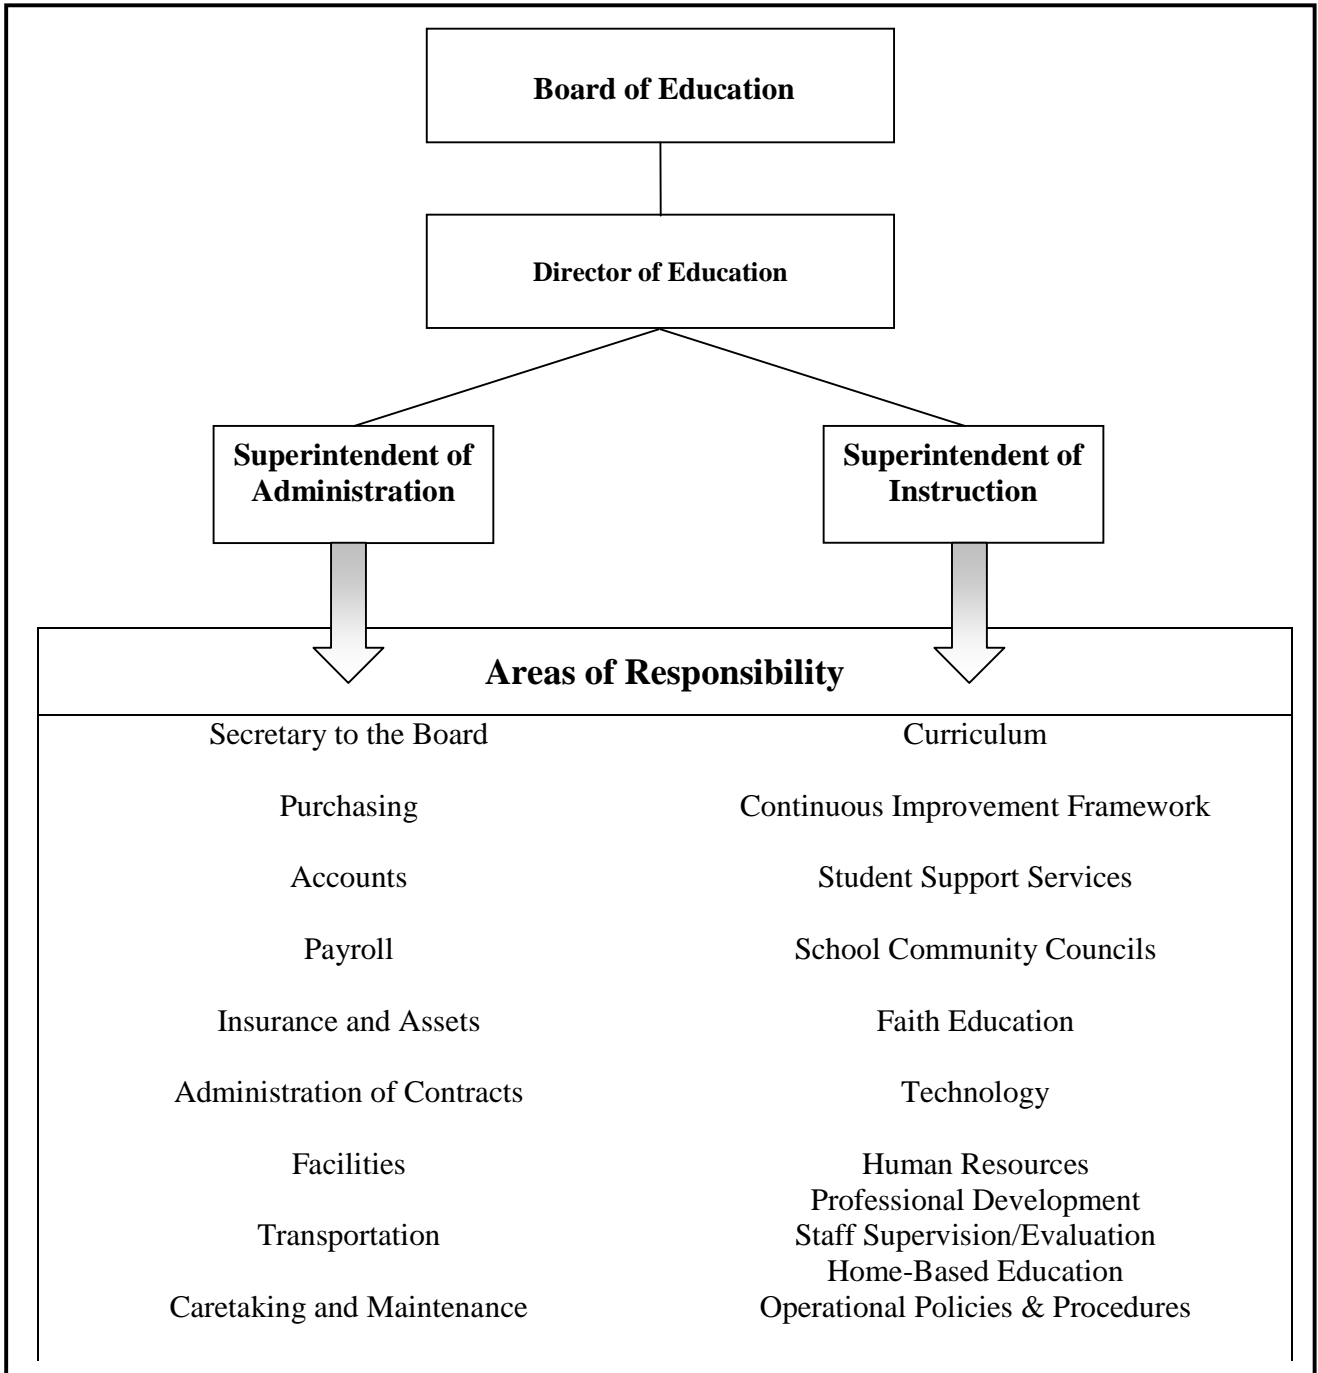 Board of Education
Director of Education
Superintendent of
Administration
Superintendent of
Instruction
Areas of Responsibility
Secretary to the Board
Purchasing
Accounts
Payroll
Insurance and Assets
Administration of Contracts
Facilities
Transportation
Caretaking and Maintenance
Curriculum
Continuous Improvement Framework
Student Support Services
School Community Councils
Faith Education
Technology
Human Resources
Professional Development
Staff Supervision/Evaluation
Home-Based Education
Operational Policies & Procedures